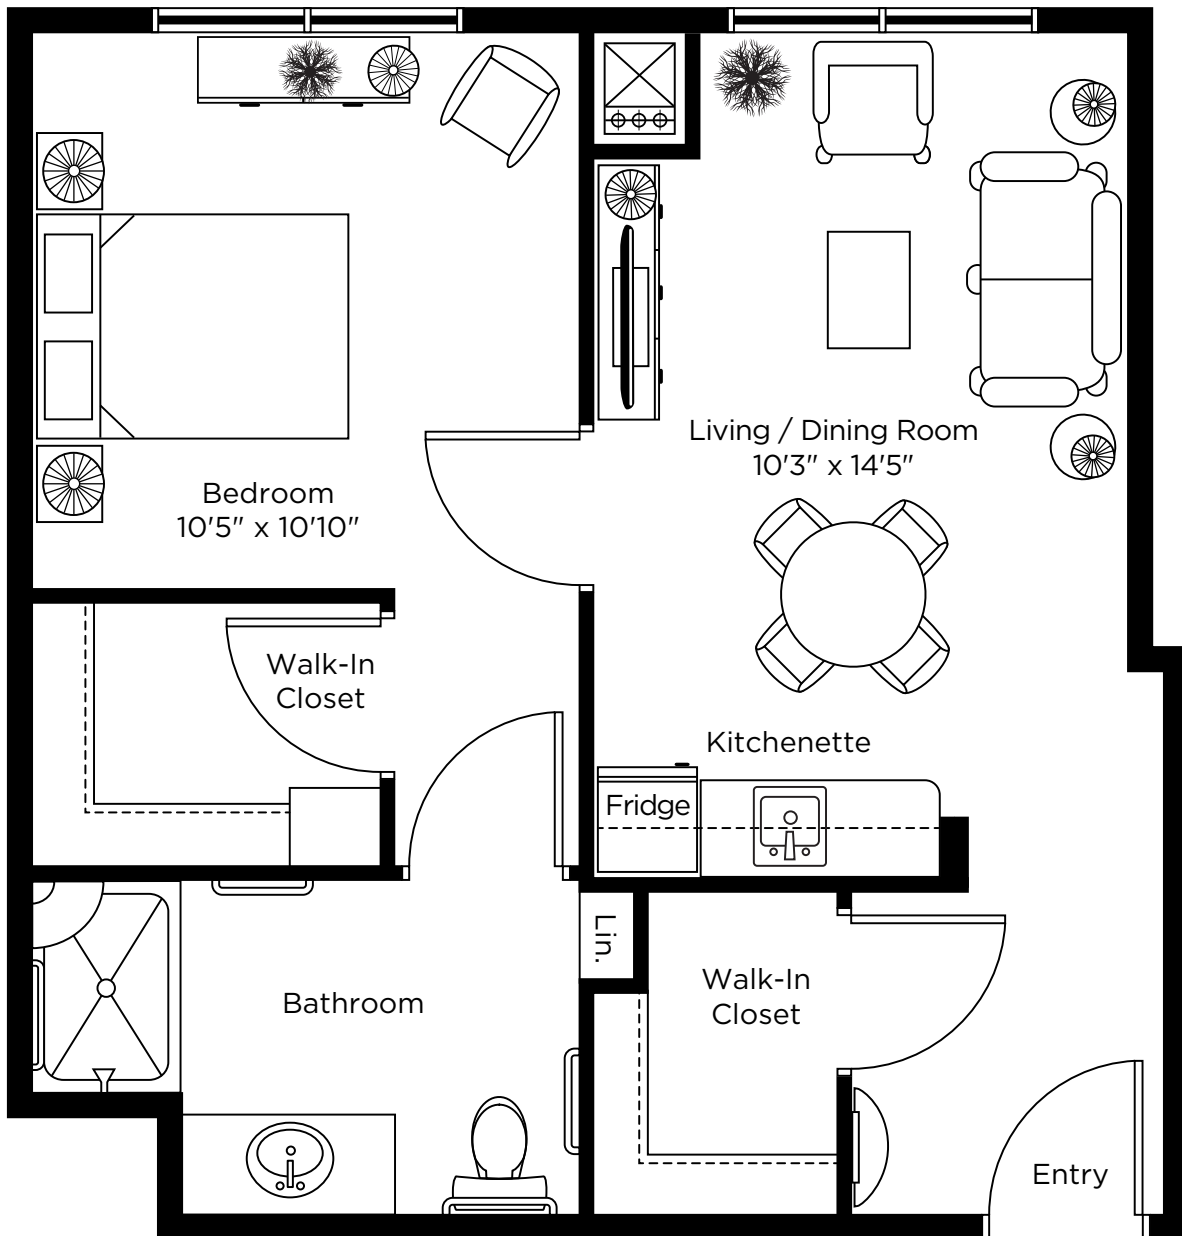 Living / Dining Room
10'3" x 14'5"
Bedroom
10'5" x 10'10"
Walk-In
Closet
Kitchenette
Fridge
Lin.
Walk-In
Closet
Bathroom
Entry